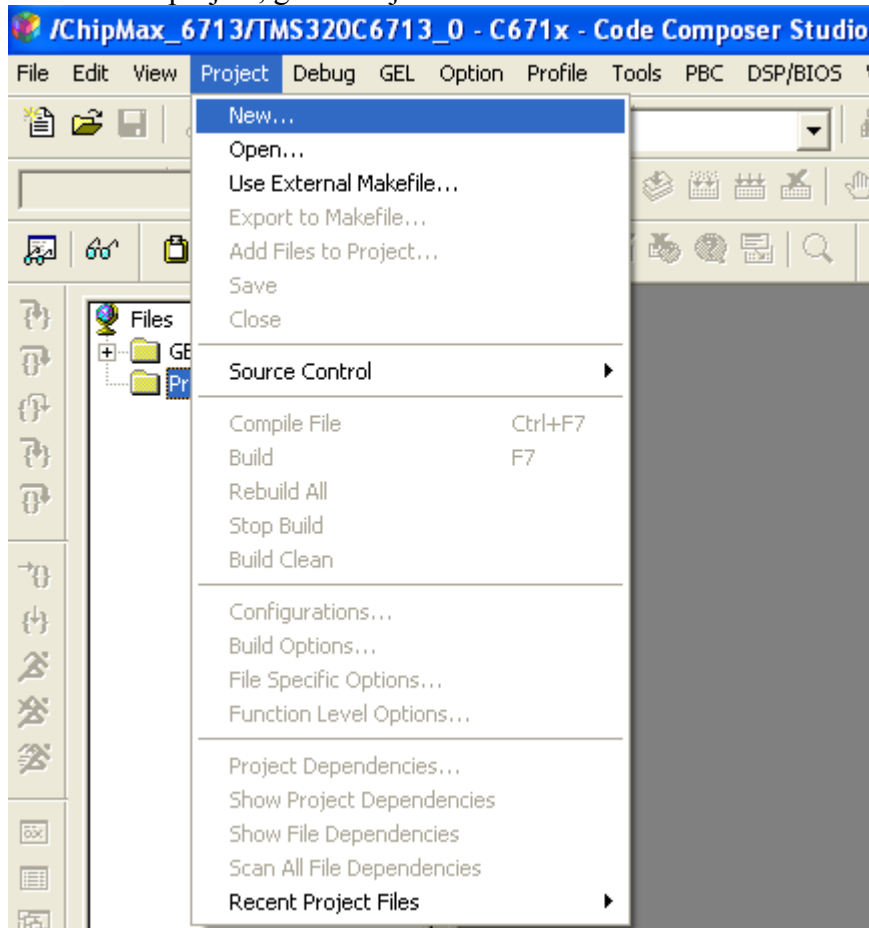 /ChipMax_6713/TMS320C6713_0 - C671x - Code Composer Studio
File Edit View Project Debug GEL Option Profile Tools PBC DSP/BIOS
New...
Open...
Use External Makefile...
Export to Makefile...
Add Files to Project...
Save
Close
Files
Source Control
Compile File Ctrl+F7
Build F7
Rebuild All
Stop Build
Build Clean
Configurations...
Build Options...
File Specific Options...
Function Level Options...
Project Dependencies...
Show Project Dependencies
Show File Dependencies
Scan All File Dependencies
Recent Project Files